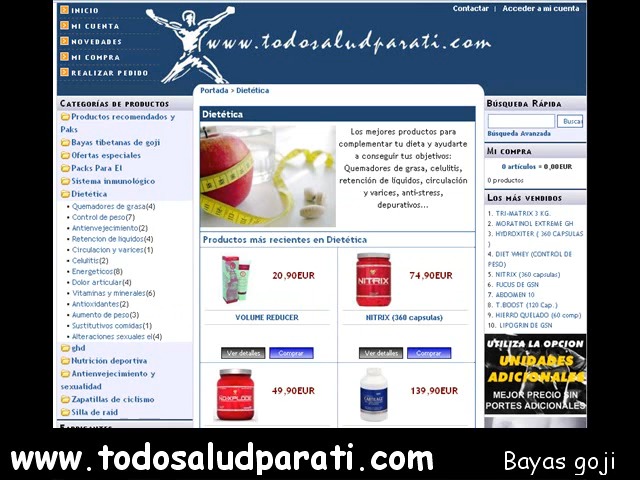 INICIO
MI CUENTA
NOVEDADES
MI COMPRA
REALIZAR PEDIDO
www.todosaludparati.com
Contactar | Acceder a mi cuenta
Portada > Dietética
CATEGORÍAS DE PRODUCTOS
Productos recomendados y
Paks
Bayas tibetanas de goji
Ofertas especiales
Packs Para El
Sistema inmunológico
Dietética
Quemadores de grasa(4)
Control de peso(7)
Antienvejecimiento(2)
Retencion de liquidos(4)
Circulacion y varices(1)
Celulitis(2)
Energeticos(8)
Dolor articular(4)
Vitaminas y minerales(6)
Antioxidantes(2)
Aumento de peso(3)
Sustitutivos comidas(1)
Alteraciones sexuales el(4)
ghd
Nutrición deportiva
Antienvejecimiento y
sexualidad
Zapatillas de ciclismo
Silla de raid
FABRICANTES
Dietética
Los mejores productos para
complementar tu dieta y ayudarte
a conseguir tus objetivos:
Quemadores de grasa, celulitis,
retención de líquidos, circulación
y varices, anti-stress,
depurativos...
Productos más recientes en Dietética
20,90EUR
VOLUME REDUCER
Ver detalles Comprar
NITRIX
74,90EUR
NITRIX (360 capsulas)
Ver detalles Comprar
49,90EUR
139,90EUR
BÚSQUEDA RÁPIDA
Buscar
Búsqueda Avanzada
MI COMPRA
0 artículos = 0,00EUR
0 productos
LOS MÁS VENDIDOS
1. TRI-MATRIX 3 KG.
2. MORATINOL EXTREME GH
3. HYDROXITER ( 360 CAPSULAS
)
4. DIET WHEY (CONTROL DE
PESO)
5. NITRIX (360 capsulas)
6. FUCUS DE GSN
7. ABDOMEN 10
8. T.BOOST (120 Cap..)
9. HIERRO QUELADO (60 comp)
10. LIPOGRIN DE GSN
UTILIZA LA OPCION
UNIDADES
ADICIONALES
MEJOR PRECIO SIN
PORTES ADICIONALES
www.todosaludparati.com
Bayas goji